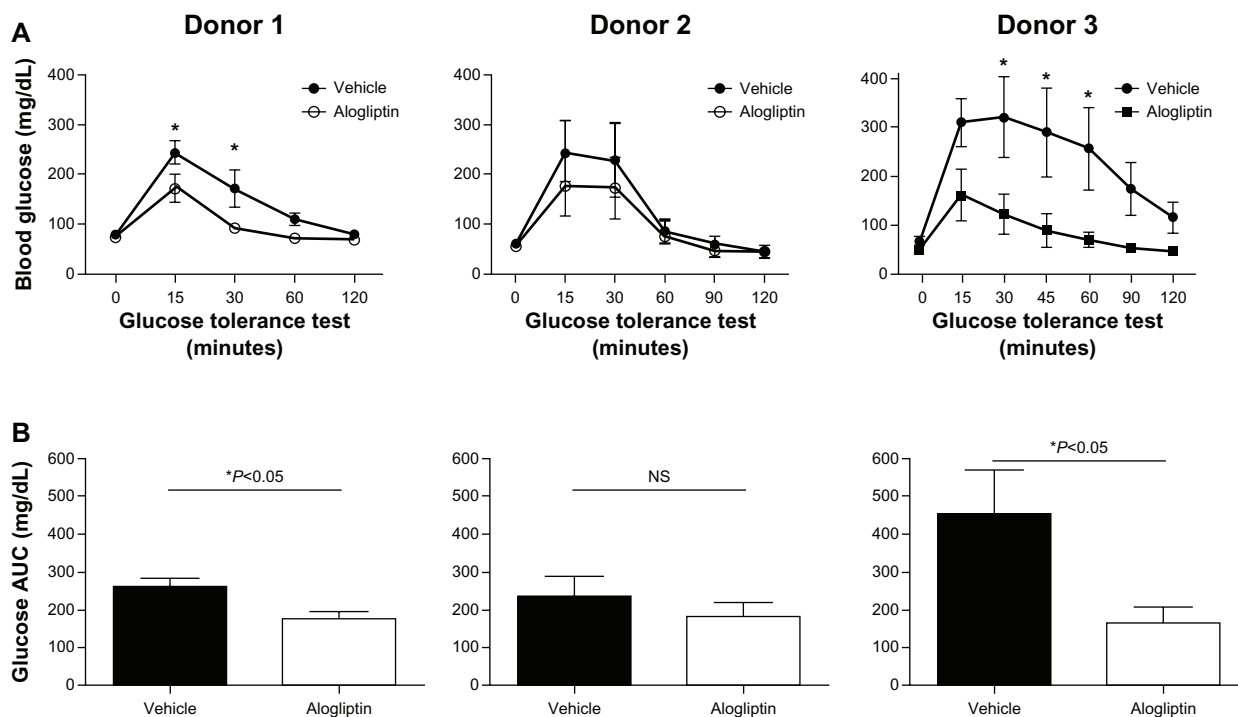 A
Donor 1
Donor 2
Donor 3
Blood glucose (mg/dL)
400
300
200
100
0
Vehicle
Alogliptin
*
*
0 15 30 60 120
Glucose tolerance test
(minutes)
400
300
200
100
0
Vehicle
Alogliptin
0 15 30 60 90 120
Glucose tolerance test
(minutes)
400
300
200
100
0
* * *
Vehicle
Alogliptin
0 15 30 45 60 90 120
Glucose tolerance test
(minutes)
B
Glucose AUC (mg/dL)
600
500
400
300
200
100
0
*P<0.05
Vehicle Alogliptin
600
500
400
300
200
100
0
NS
Vehicle Alogliptin
600
500
400
300
200
100
0
*P<0.05
Vehicle Alogliptin